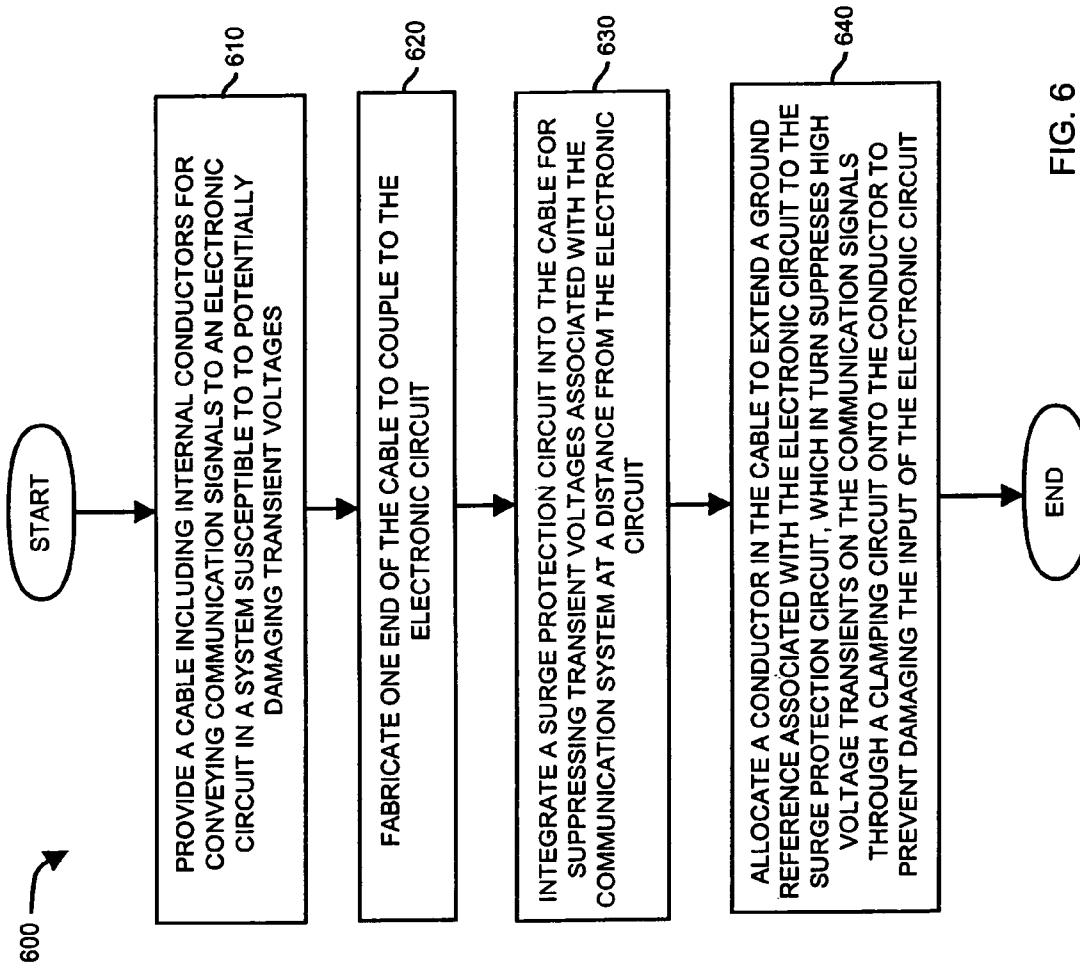 600
START
610
PROVIDE A CABLE INCLUDING INTERNAL CONDUCTORS FOR
CONVEYING COMMUNICATION SIGNALS TO AN ELECTRONIC
CIRCUIT IN A SYSTEM SUSCEPTIBLE TO TO POTENTIALLY
DAMAGING TRANSIENT VOLTAGES
620
FABRICATE ONE END OF THE CABLE TO COUPLE TO THE
ELECTRONIC CIRCUIT
630
INTEGRATE A SURGE PROTECTION CIRCUIT INTO THE CABLE FOR
SUPPRESSING TRANSIENT VOLTAGES ASSOCIATED WITH THE
COMMUNICATION SYSTEM AT A DISTANCE FROM THE ELECTRONIC
CIRCUIT
640
ALLOCATE A CONDUCTOR IN THE CABLE TO EXTEND A GROUND
REFERENCE ASSOCIATED WITH THE ELECTRONIC CIRCUIT TO THE
SURGE PROTECTION CIRCUIT, WHICH IN TURN SUPPRESES HIGH
VOLTAGE TRANSIENTS ON THE COMMUNICATION SIGNALS
THROUGH A CLAMPING CIRCUIT ONTO THE CONDUCTOR TO
PREVENT DAMAGING THE INPUT OF THE ELECTRONIC CIRCUIT
END
FIG. 6